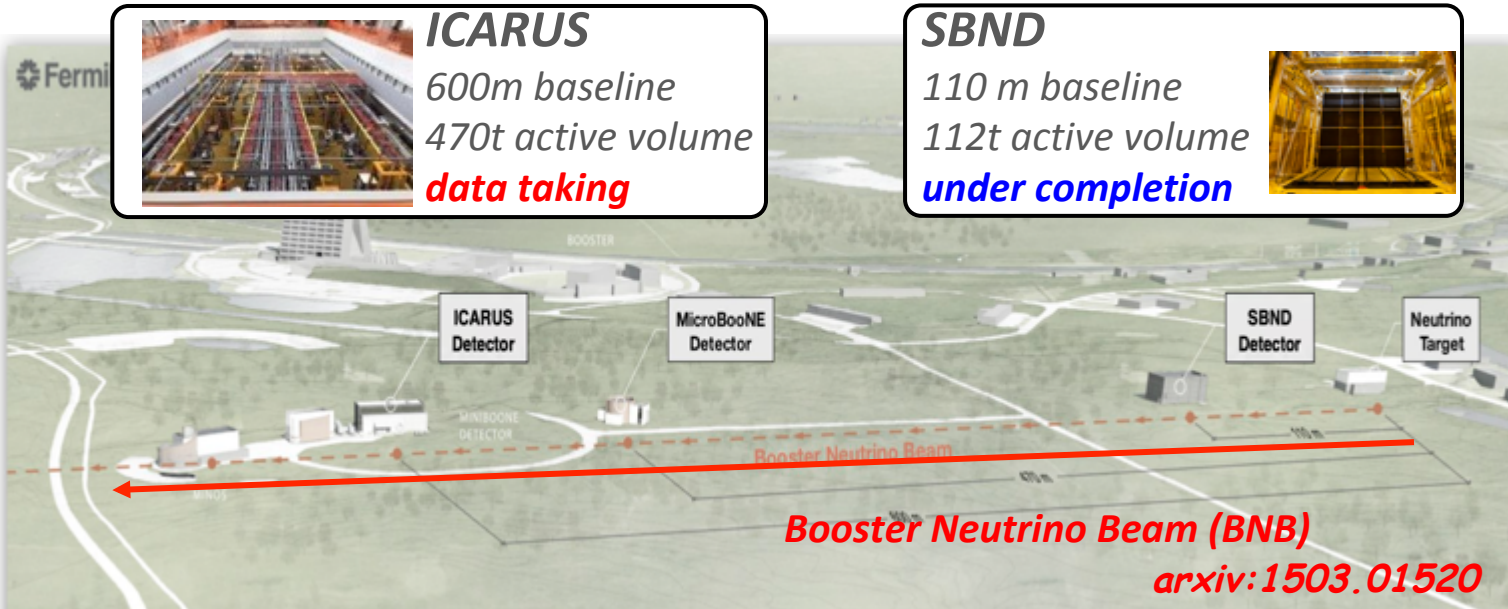 ICARUS
600m baseline
470t active volume
data taking
SBND
110 m baseline
112t active volume
under completion
Fermi
BOOSTER
ICARUS
Detector
MicroBooNE
Detector
SBND
Detector
Neutrino
Target
MINIBOONE
DETECTOR
MINOS
Booster Neutrino Beam
110 m
470 m
600 m
Booster Neutrino Beam (BNB)
arxiv:1503.01520